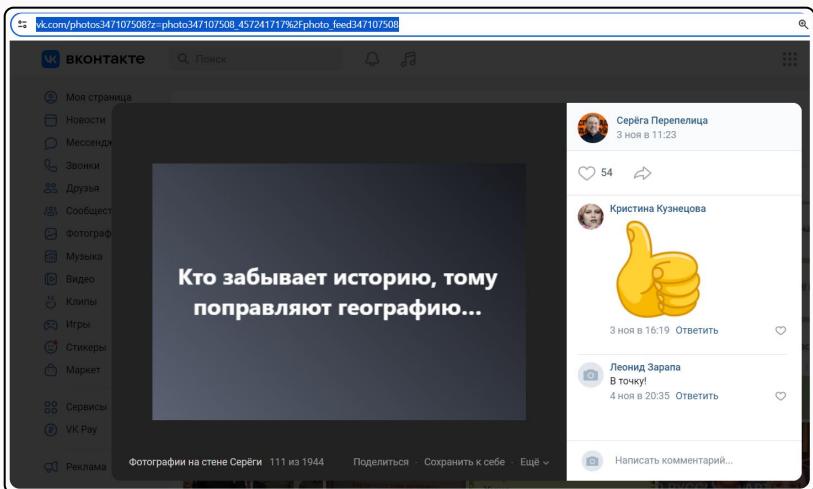 vk.com/photos347107508?z=photo347107508_457241717%2Fphoto_feed347107508
вконтакте
Поиск
Моя страница
Новости
Мессендж
Звонки
Друзья
Сообщест
Фотограф
Музыка
Видео
Клипы
Игры
Стикеры
Маркет
Сервисы
VK Pay
Реклама
Кто забывает историю, тому
поправляют географию...
Фотографии на стене Серёги 111 из 1944
Поделиться · Сохранить к себе · Ещё
Серёга Перепелица
3 ноя в 11:23
54
Кристина Кузнецова
3 ноя в 16:19 Ответить
Леонид Зарапа
В точку!
4 ноя в 20:35 Ответить
Написать комментарий...